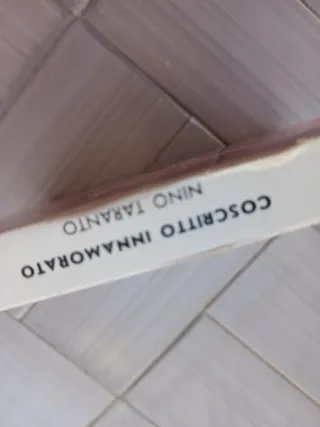 COSCRITTO INNAMORATO
NINO TARANTO